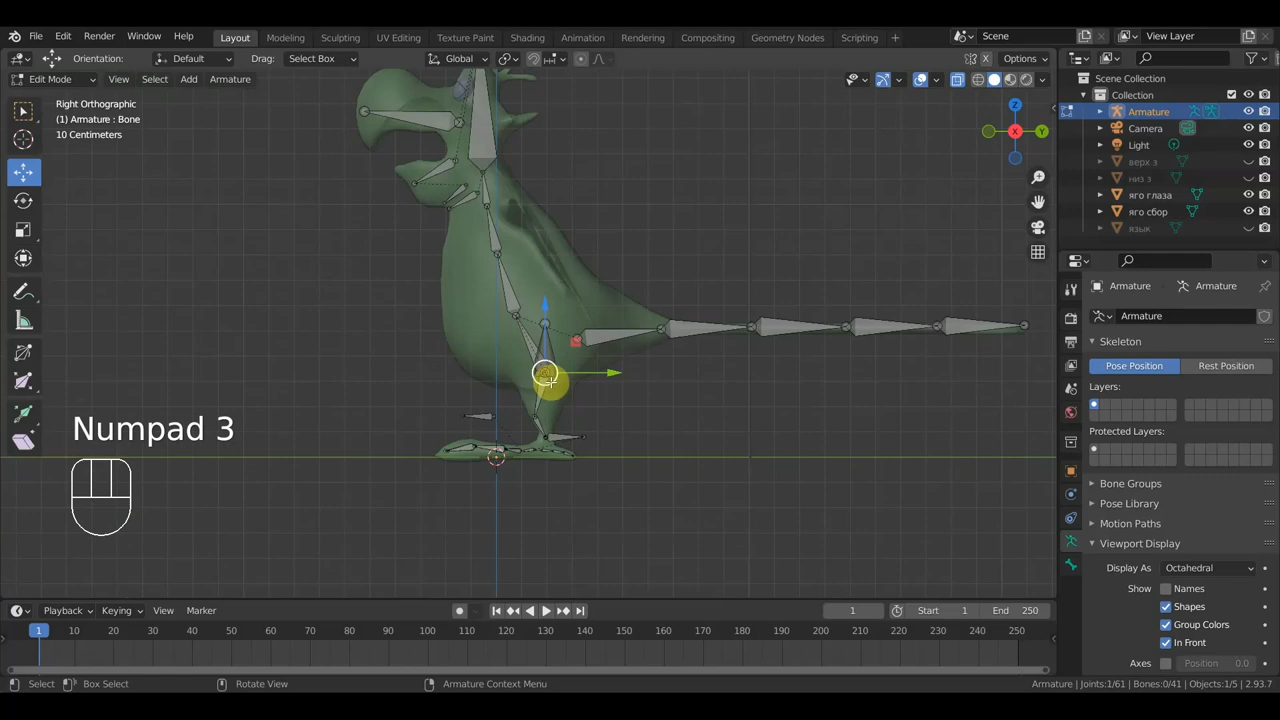 File Edit Render Window Help Layout Modeling Sculpting UV Editing Texture Paint Shading Animation Rendering Compositing Geometry Nodes Scripting + Scene View Layer
Orientation: Default Drag: Select Box Global Options
Edit Mode View Select Add Armature
Right Orthographic
(1) Armature : Bone
10 Centimeters
Z
Y
X
Numpad 3
Scene Collection
Collection
Armature
Camera
Light
верх з
низ з
яго глаза
яго сбор
язык
Armature Armature
Armature
Skeleton
Pose Position Rest Position
Layers:
Protected Layers:
Bone Groups
Pose Library
Motion Paths
Viewport Display
Display As Octahedral
Show Names
Shapes
Group Colors
In Front
Axes Position 0.0
Playback Keying View Marker 1 Start 1 End 250
1 10 20 30 40 50 60 70 80 90 100 110 120 130 140 150 160 170 180 190 200 210 220 230 240 250
Select Box Select Rotate View Armature Context Menu Armature | Joints:1/61 | Bones:0/41 | Objects:1/5 | 2.93.7